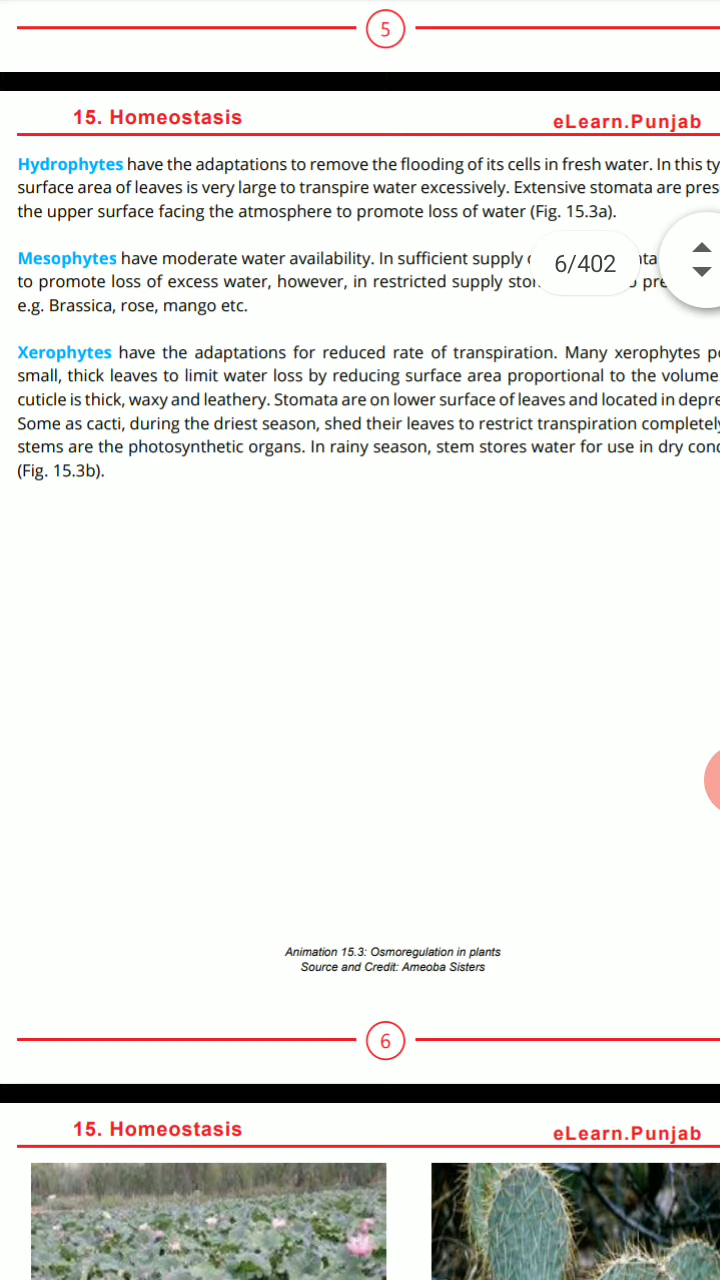 5
15. Homeostasis
eLearn.Punjab
Hydrophytes have the adaptations to remove the flooding of its cells in fresh water. In this
surface area of leaves is very large to transpire water excessively. Extensive stomata are
the upper surface facing the atmosphere to promote loss of water (Fig. 15.3a).
Mesophytes have moderate water availability. In sufficient supply
6/402
to promote loss of excess water, however, in restricted supply
e.g. Brassica, rose, mango etc.
Xerophytes have the adaptations for reduced rate of transpiration. Many xerophytes
small, thick leaves to limit water loss by reducing surface area proportional to the volume
cuticle is thick, waxy and leathery. Stomata are on lower surface of leaves and located in
Some as cacti, during the driest season, shed their leaves to restrict transpiration
stems are the photosynthetic organs. In rainy season, stem stores water for use in dry
(Fig. 15.3b).
Animation 15.3: Osmoregulation in plants
Source and Credit: Ameoba Sisters
6
15. Homeostasis
eLearn.Punjab